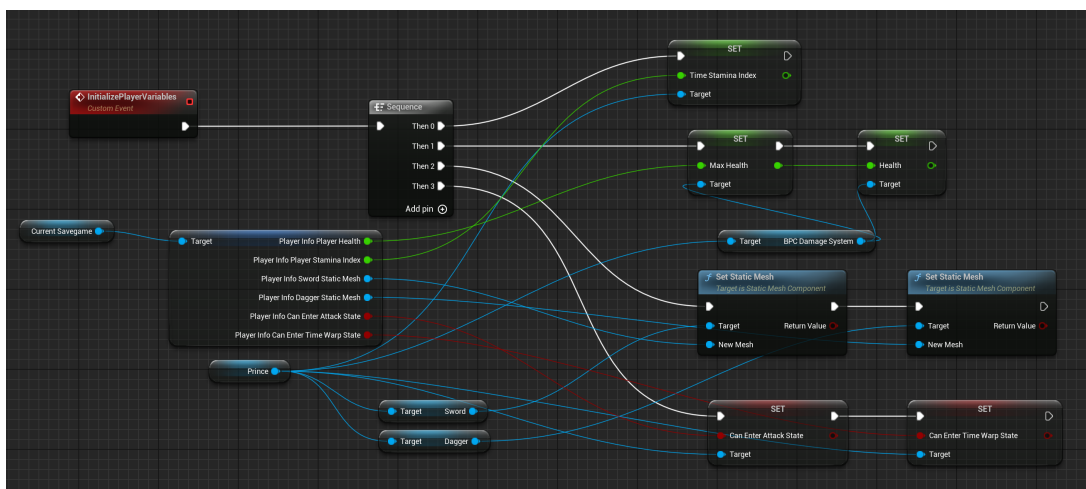 SET
Time Stamina Index
Target
InitializePlayerVariables
Custom Event
Sequence
Then 0
Then 1
Then 2
Then 3
Add pin
SET
Max Health
Target
SET
Health
Target
Current Savegame
Target
Player Info Player Health
Player Info Player Stamina Index
Player Info Sword Static Mesh
Player Info Dagger Static Mesh
Player Info Can Enter Attack State
Player Info Can Enter Time Warp State
Target
BPC Damage System
f Set Static Mesh
Target is Static Mesh Component
Target
Return Value
New Mesh
f Set Static Mesh
Target is Static Mesh Component
Target
Return Value
New Mesh
Prince
Target
Sword
Target
Dagger
SET
Can Enter Attack State
Target
SET
Can Enter Time Warp State
Target